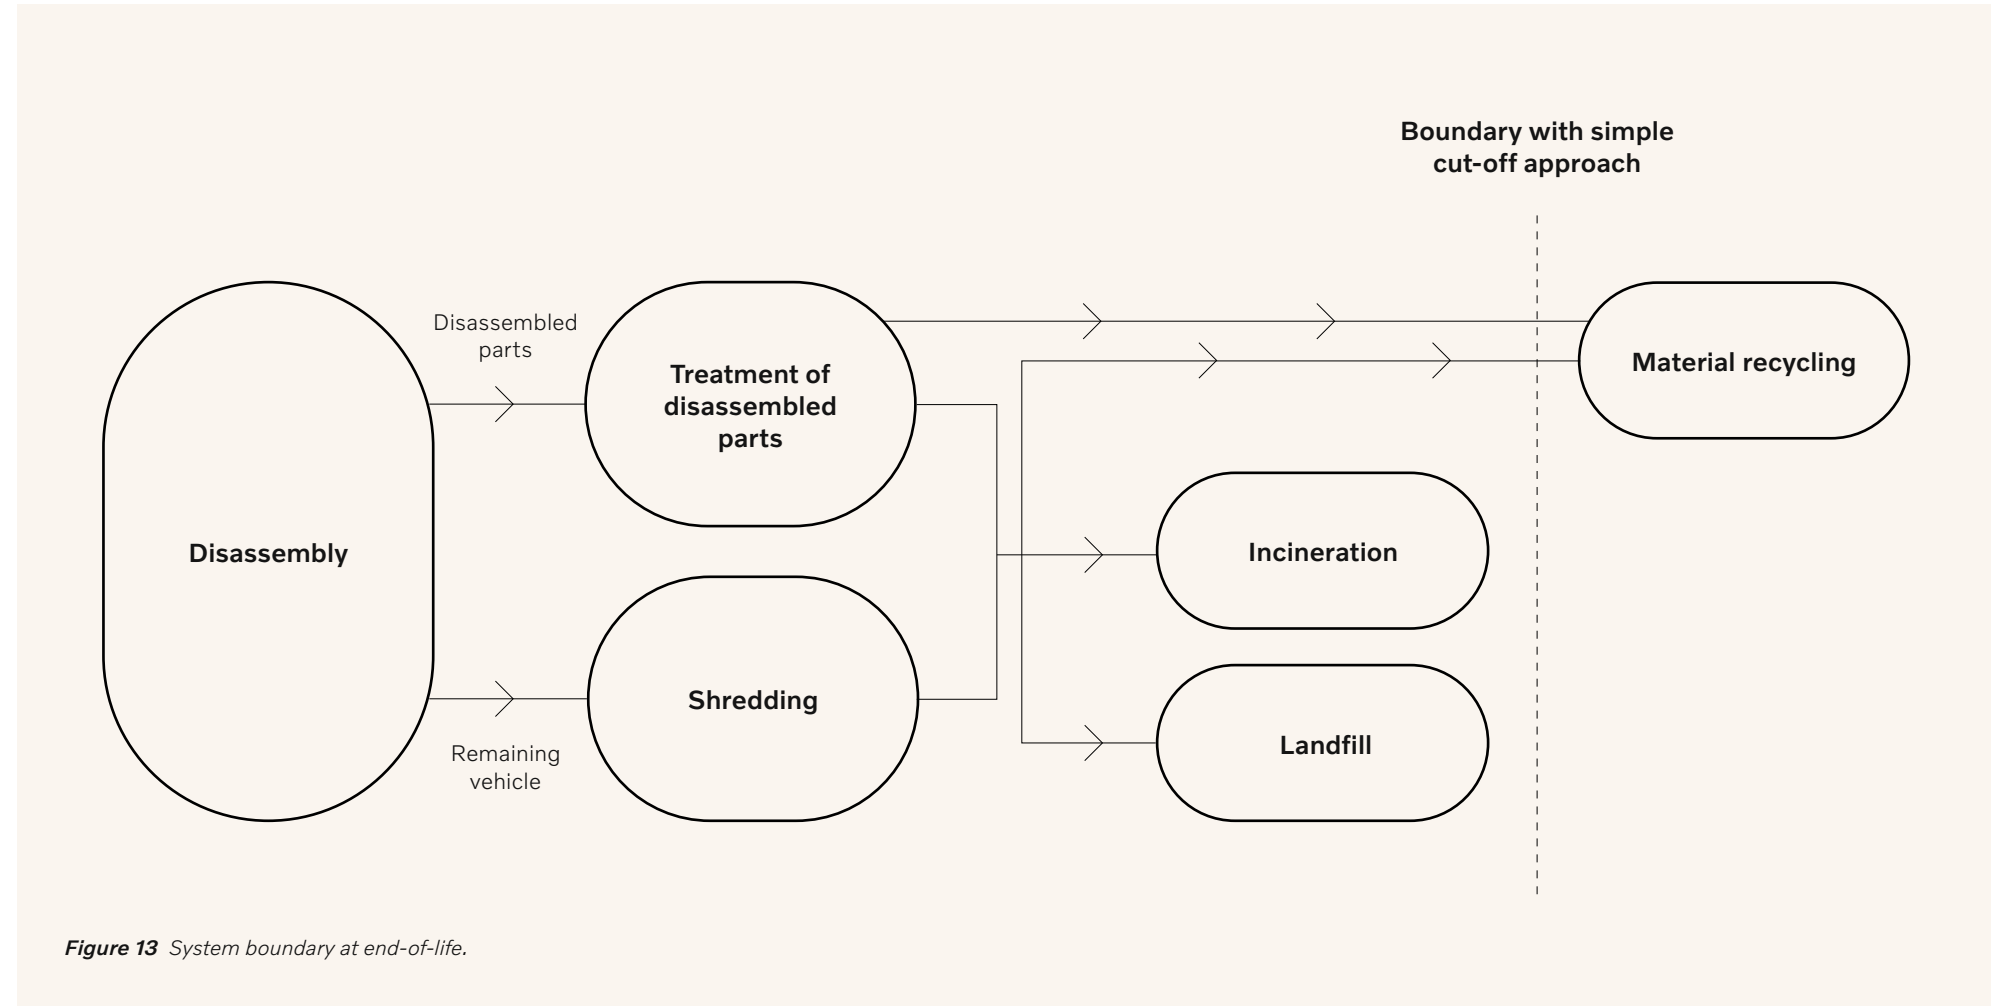 Boundary with simple
cut-off approach
Disassembled
parts
Treatment of
disassembled
parts
Material recycling
Disassembly
Incineration
Shredding
Landfill
Remaining
vehicle
Figure 13 System boundary at end-of-life.